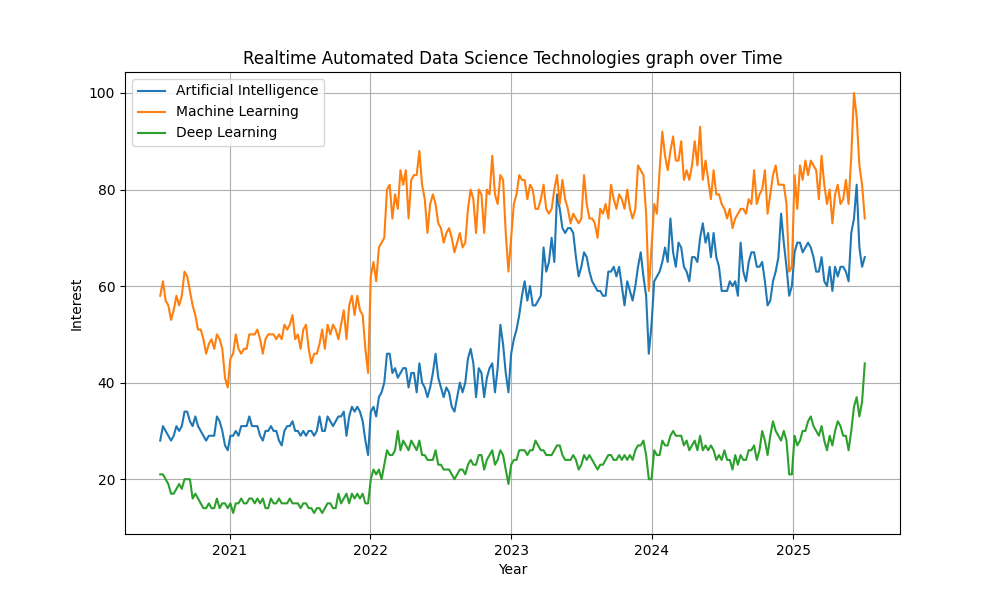 Realtime Automated Data Science Technologies graph over Time
Artificial Intelligence
Machine Learning
Deep Learning
100
80
60
40
20
Interest
2021 2022 2023 2024 2025
Year